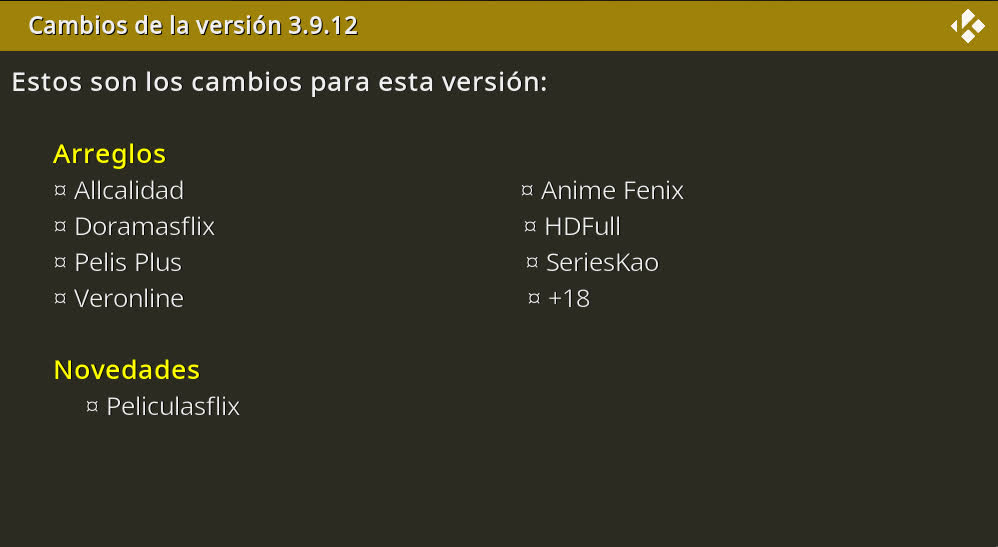 Cambios de la versión 3.9.12
Estos son los cambios para esta versión:
Arreglos
¤ Allcalidad ¤ Anime Fenix
¤ Doramasflix ¤ HDFull
¤ Pelis Plus ¤ SeriesKao
¤ Veronline ¤ +18
Novedades
¤ Peliculasflix